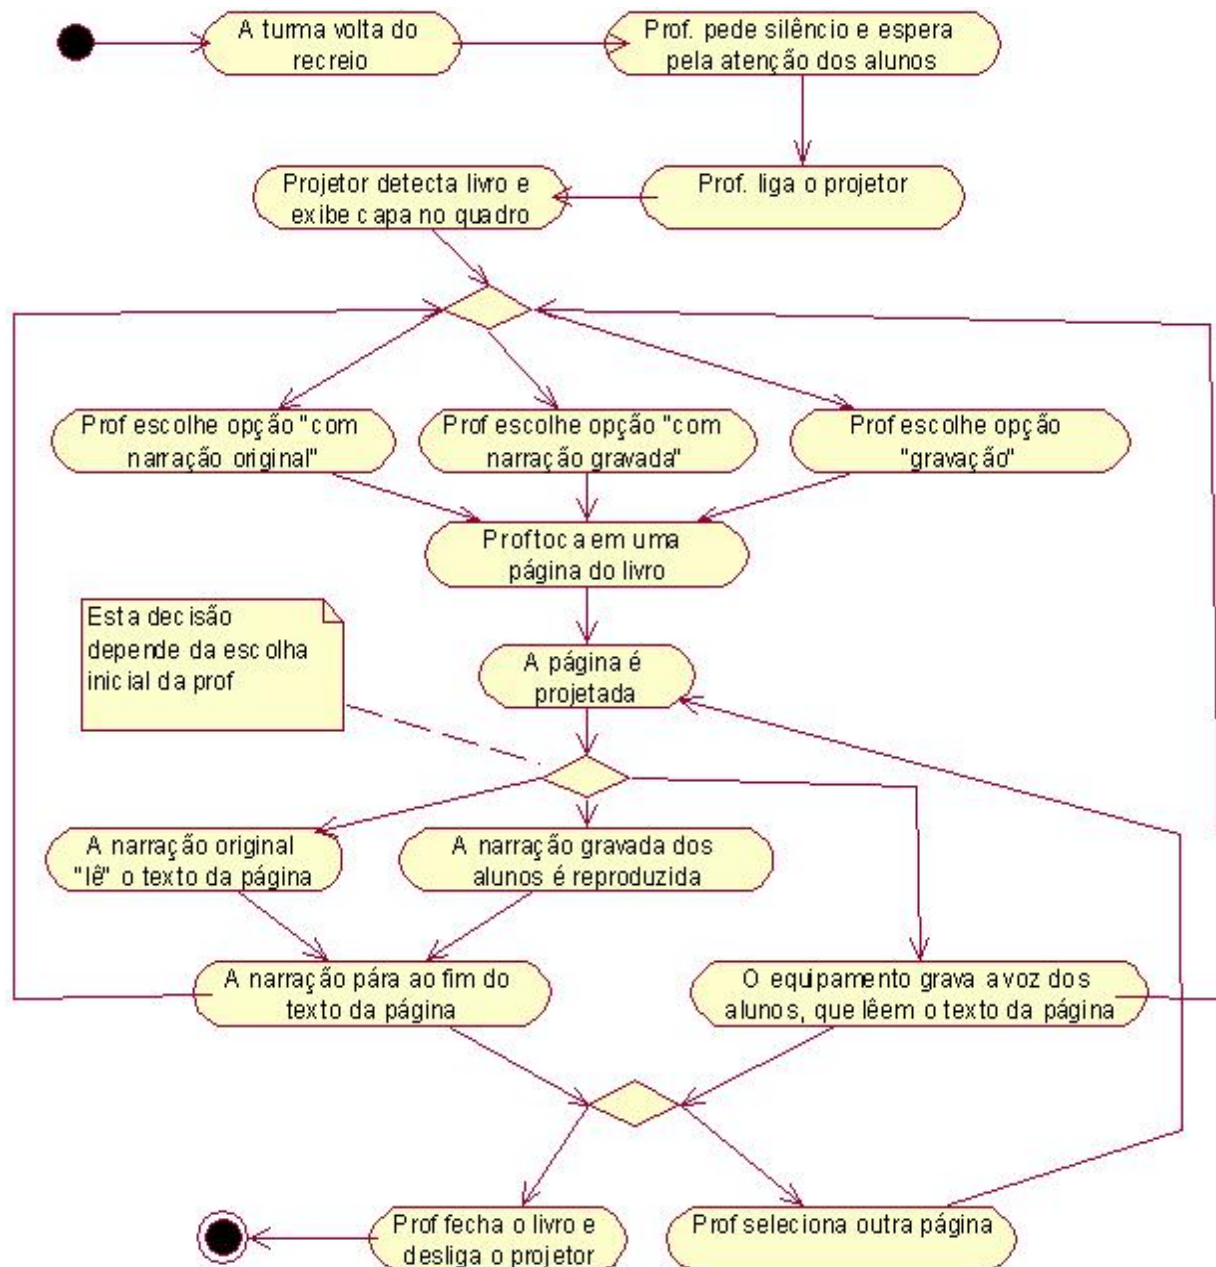 A turma volta do
recreio
Prof. pede silêncio e espera
pela atenção dos alunos
Projetor detecta livro e
exibe capa no quadro
Prof. liga o projetor
Prof escolhe opção "com
narração original"
Prof escolhe opção "com
narração gravada"
Prof escolhe opção
"gravação"
Prof toca em uma
página do livro
Esta decisão
depende da escolha
inicial da prof
A página é
projetada
A narração original
"lê" o texto da página
A narração gravada dos
alunos é reproduzida
A narração pára ao fim do
texto da página
O equipamento grava a voz dos
alunos, que lêem o texto da página
Prof fecha o livro e
desliga o projetor
Prof seleciona outra página